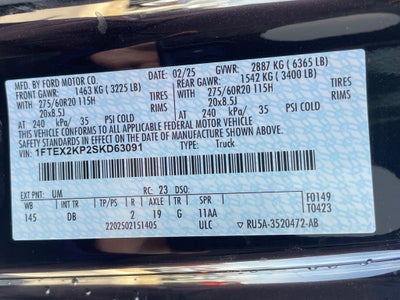 MFD. BY FORD MOTOR CO. 02/25 GVWR: 2887 KG (6365 LB)
FRONT GAWR: 1463 KG (3225 LB) REAR GAWR: 1542 KG (3400 LB)
WITH 275/60R20 115H TIRES WITH 275/60R20 115H TIRES
20x8.5J RIMS 20x8.5J RIMS
AT 240 kPa/ 35 PSI COLD AT 240 kPa/ 35 PSI COLD
THIS VEHICLE CONFORMS TO ALL APPLICABLE FEDERAL MOTOR VEHICLE
SAFETY STANDARDS IN EFFECT ON THE DATE OF MANUFACTURE SHOWN ABOVE.
VIN: 1FTEX2KP2SKD63091 TYPE: Truck
EXT PNT: UM RC: 23 DSO: F0149
WB BRK INT TR TP/PS R AXLE TR SPR T0423
145 DB 2 19 G 11AA
2202502151405 ULC RU5A-3520472-AB